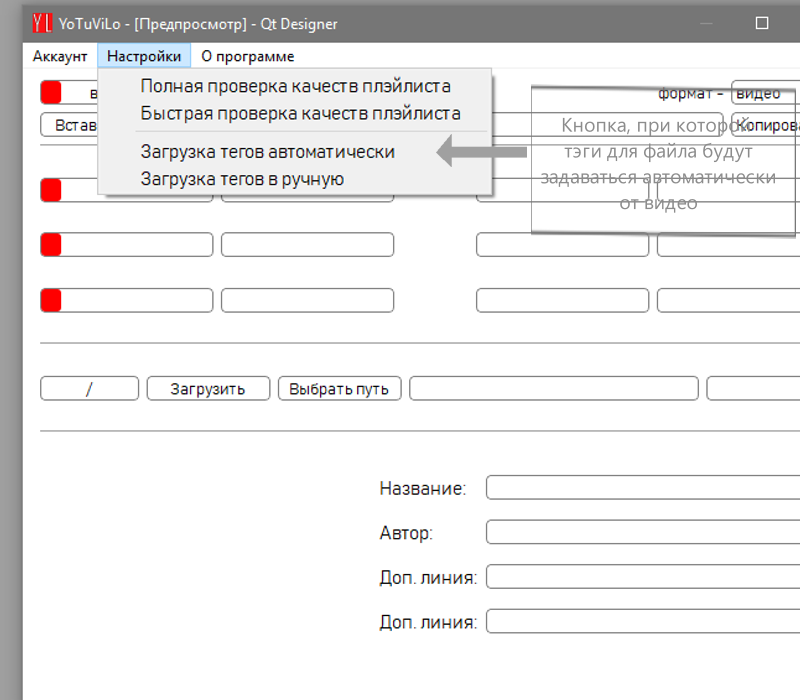 YoTuViLo - [Предпросмотр] - Qt Designer
Аккаунт Настройки О программе
Полная проверка качеств плэйлиста
Быстрая проверка качеств плэйлиста
Загрузка тегов автоматически
Загрузка тегов в ручную
формат - видео
Встав
Копирова
Кнопка, при которой
тэги для файла будут
задаваться автоматически
от видео
/ Загрузить Выбрать путь
Название:
Автор:
Доп. линия:
Доп. линия: